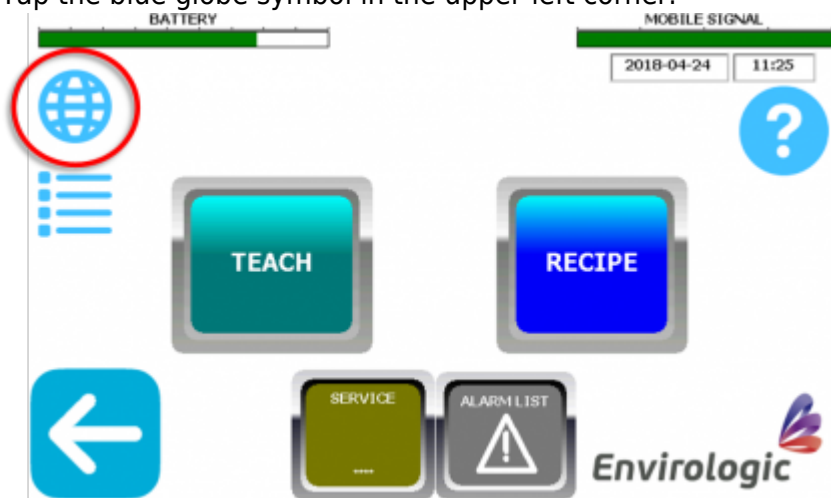 Tap the blue globe symbol in the upper left corner.
BATTERY
MOBILE SIGNAL
2018-04-24 11:25
?
TEACH
RECIPE
SERVICE
....
ALARM LIST
!
Envirologic